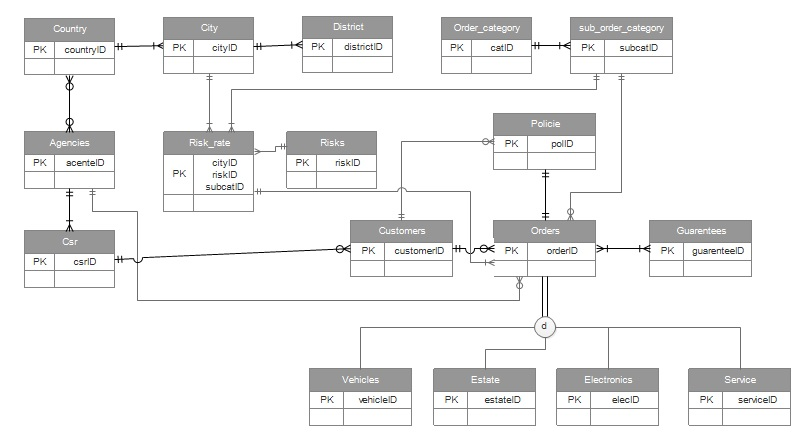 Country
PK countryID
City
PK cityID
District
PK districtID
Order_category
PK catID
sub_order_category
PK subcatID
Agencies
PK acenteID
Risk_rate
PK cityID
riskID
subcatID
Risks
PK riskID
Policie
PK polID
Csr
PK csrID
Customers
PK customerID
Orders
PK orderID
Guarentees
PK guarenteeID
d
Vehicles
PK vehicleID
Estate
PK estateID
Electronics
PK elecID
Service
PK serviceID